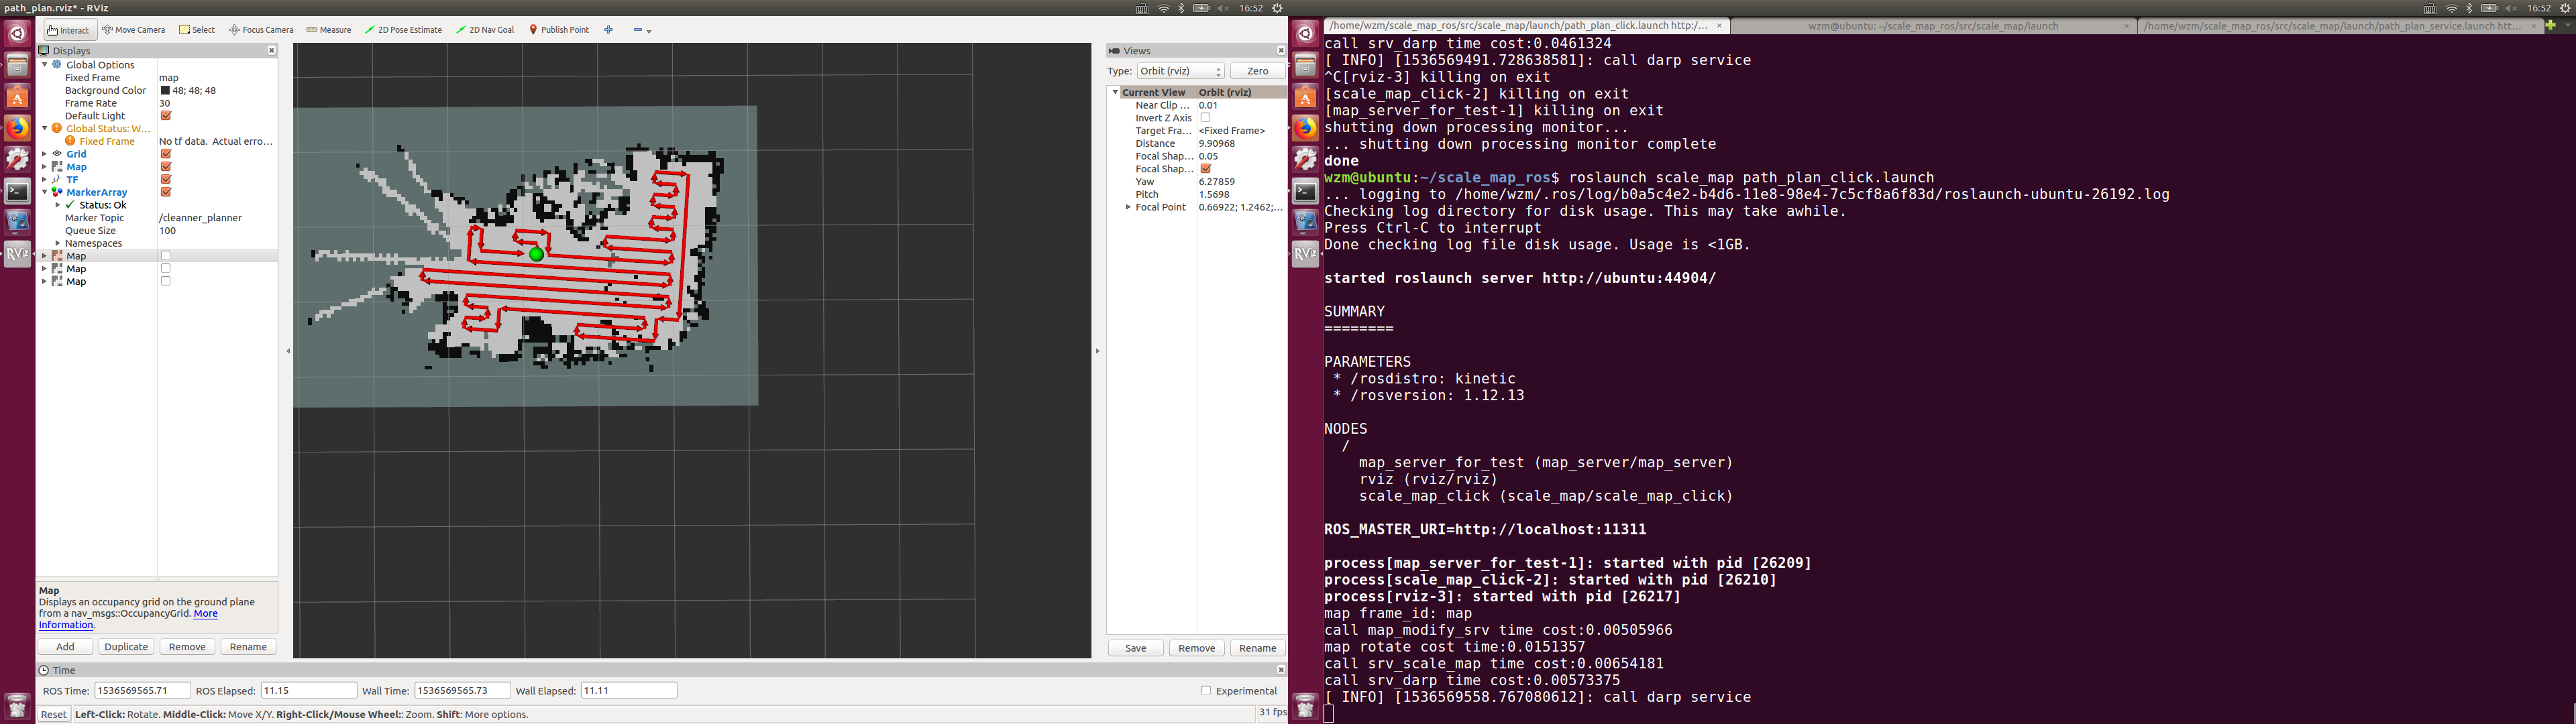 path_plan.rviz* - RViz
16:52
Interact
Move Camera
Select
Focus Camera
Measure
2D Pose Estimate
2D Nav Goal
Publish Point
Displays
Global Options
Fixed Frame map
Background Color 48; 48; 48
Frame Rate 30
Default Light
Global Status: W...
Fixed Frame No tf data. Actual erro...
Grid
Map
TF
MarkerArray
Status: Ok
Marker Topic /cleanner_planner
Queue Size 100
Namespaces
Map
Map
Map
Map
Displays an occupancy grid on the ground plane
from a nav_msgs::OccupancyGrid. More
Information.
Add Duplicate Remove Rename
RViz
Views
Type: Orbit (rviz) Zero
Current View Orbit (rviz)
Near Clip ... 0.01
Invert Z Axis
Target Fra... <Fixed Frame>
Distance 9.90968
Focal Shap... 0.05
Focal Shap...
Yaw 6.27859
Pitch 1.5698
Focal Point 0.66922; 1.2462;...
Save Remove Rename
Time
ROS Time: 1536569565.71 ROS Elapsed: 11.15 Wall Time: 1536569565.73 Wall Elapsed: 11.11 Experimental
Reset Left-Click: Rotate. Middle-Click: Move X/Y. Right-Click/Mouse Wheel:: Zoom. Shift: More options. 31 fps
16:52
/home/wzm/scale_map_ros/src/scale_map/launch/path_plan_click.launch http:/... × wzm@ubuntu: ~/scale_map_ros/src/scale_map/launch × /home/wzm/scale_map_ros/src/scale_map/launch/path_plan_service.launch htt... ×
RViz
call srv_darp time cost:0.0461324
[ INFO] [1536569491.728638581]: call darp service
^C[rviz-3] killing on exit
[scale_map_click-2] killing on exit
[map_server_for_test-1] killing on exit
shutting down processing monitor...
... shutting down processing monitor complete
done
wzm@ubuntu:~/scale_map_ros$ roslaunch scale_map path_plan_click.launch
... logging to /home/wzm/.ros/log/b0a5c4e2-b4d6-11e8-98e4-7c5cf8a6f83d/roslaunch-ubuntu-26192.log
Checking log directory for disk usage. This may take awhile.
Press Ctrl-C to interrupt
Done checking log file disk usage. Usage is <1GB.
started roslaunch server http://ubuntu:44904/
SUMMARY
========
PARAMETERS
* /rosdistro: kinetic
* /rosversion: 1.12.13
NODES
/
map_server_for_test (map_server/map_server)
rviz (rviz/rviz)
scale_map_click (scale_map/scale_map_click)
ROS_MASTER_URI=http://localhost:11311
process[map_server_for_test-1]: started with pid [26209]
process[scale_map_click-2]: started with pid [26210]
process[rviz-3]: started with pid [26217]
map frame_id: map
call map_modify_srv time cost:0.00505966
map rotate cost time:0.0151357
call srv_scale_map time cost:0.00654181
call srv_darp time cost:0.00573375
[ INFO] [1536569558.767080612]: call darp service